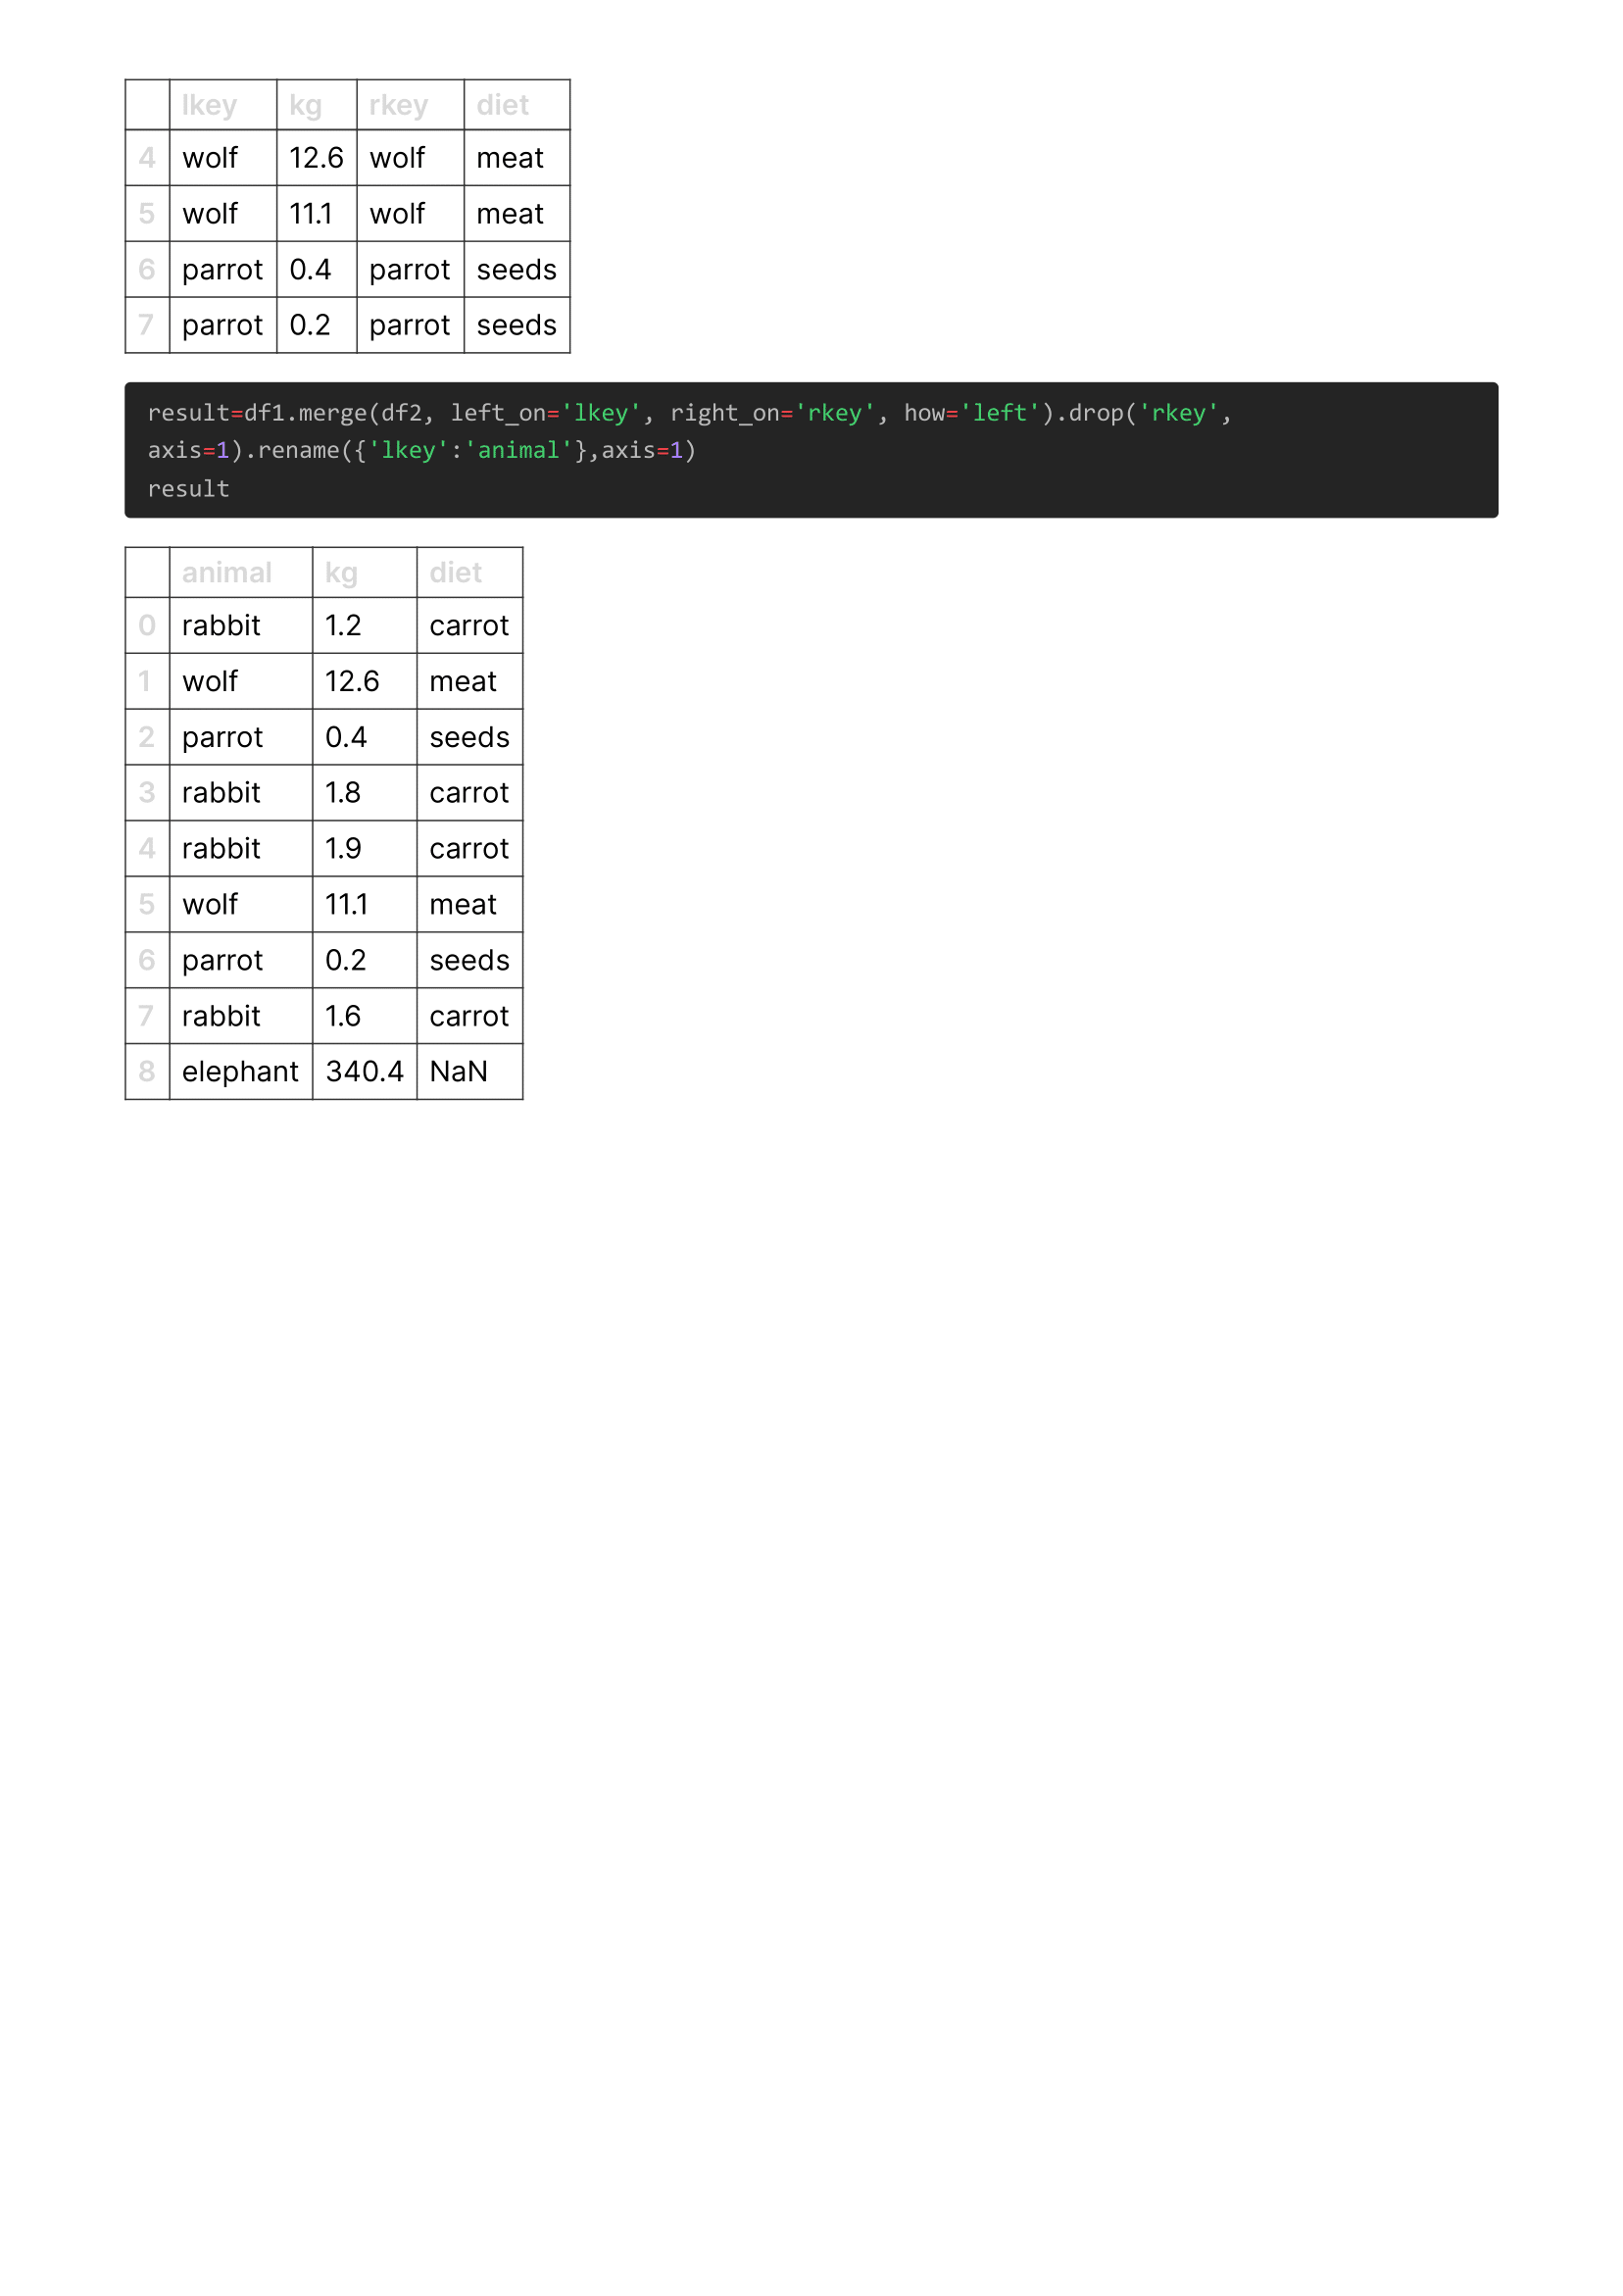 lkey kg rkey diet
4 wolf 12.6 wolf meat
5 wolf 11.1 wolf meat
6 parrot 0.4 parrot seeds
7 parrot 0.2 parrot seeds
result=df1.merge(df2, left_on='lkey', right_on='rkey', how='left').drop('rkey',
axis=1).rename({'lkey':'animal'},axis=1)
result
animal kg diet
0 rabbit 1.2 carrot
1 wolf 12.6 meat
2 parrot 0.4 seeds
3 rabbit 1.8 carrot
4 rabbit 1.9 carrot
5 wolf 11.1 meat
6 parrot 0.2 seeds
7 rabbit 1.6 carrot
8 elephant 340.4 NaN